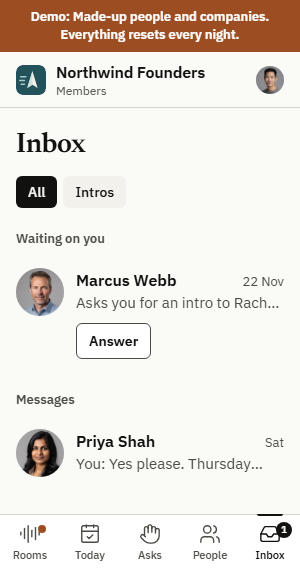 Demo: Made-up people and companies.
Everything resets every night.
Northwind Founders
Members
Inbox
All
Intros
Waiting on you
Marcus Webb
22 Nov
Asks you for an intro to Rach...
Answer
Messages
Priya Shah
Sat
You: Yes please. Thursday...
1
Rooms
Today
Asks
People
Inbox